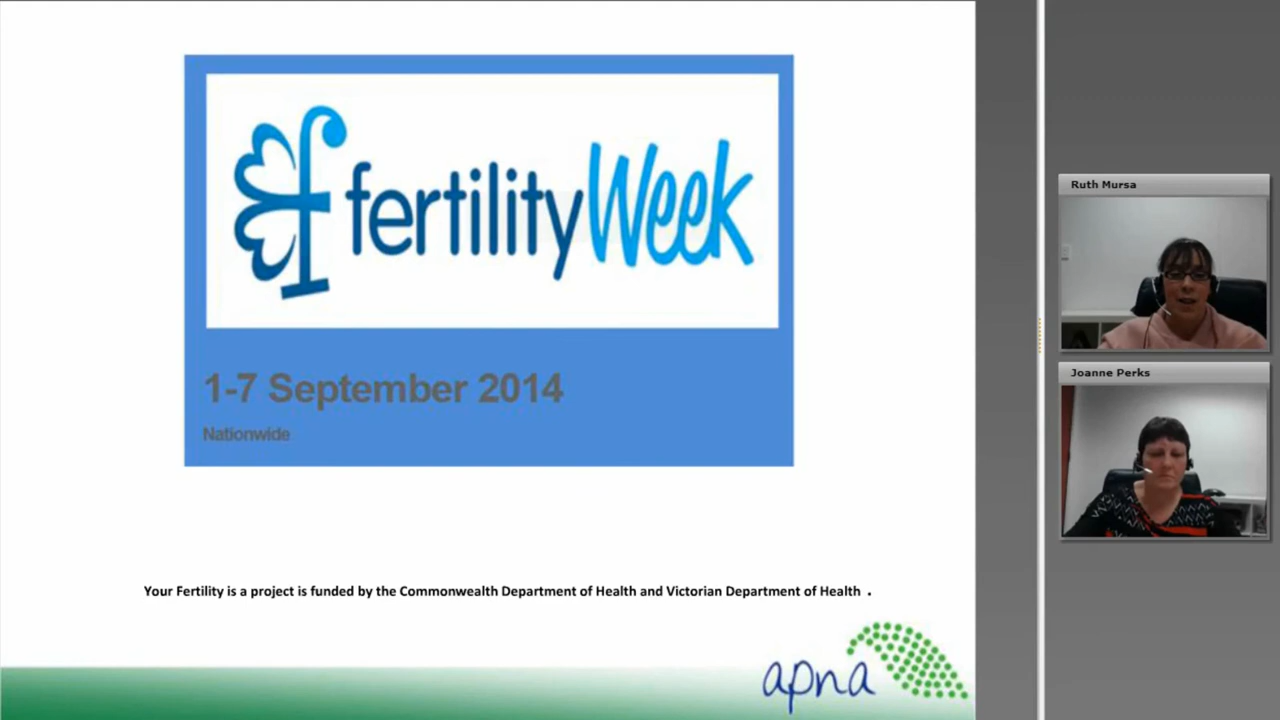 fertilityWeek
1-7 September 2014
Nationwide
Your Fertility is a project is funded by the Commonwealth Department of Health and Victorian Department of Health .
apna
Ruth Mursa
Joanne Perks